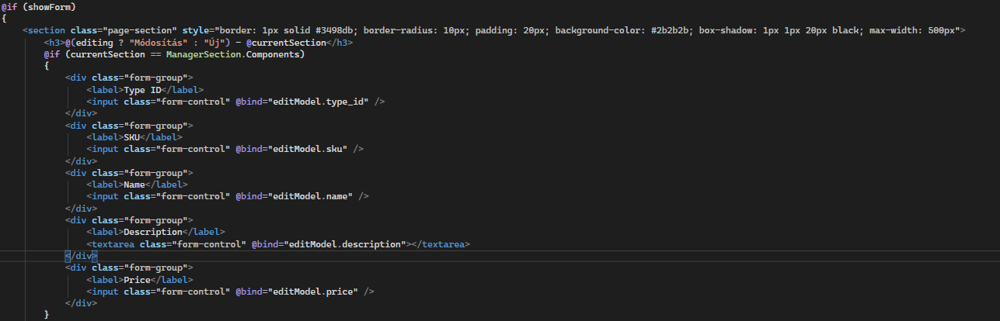 @if (showForm)
{
    <section class="page-section" style="border: 1px solid #3498db; border-radius: 10px; padding: 20px; background-color: #2b2b2b; box-shadow: 1px 1px 20px black; max-width: 500px">
        <h3>@(editing ? "Módosítás" : "Új") - @currentSection</h3>
        @if (currentSection == ManagerSection.Components)
        {
            <div class="form-group">
                <label>Type ID</label>
                <input class="form-control" @bind="editModel.type_id" />
            </div>
            <div class="form-group">
                <label>SKU</label>
                <input class="form-control" @bind="editModel.sku" />
            </div>
            <div class="form-group">
                <label>Name</label>
                <input class="form-control" @bind="editModel.name" />
            </div>
            <div class="form-group">
                <label>Description</label>
                <textarea class="form-control" @bind="editModel.description"></textarea>
            </div>
            <div class="form-group">
                <label>Price</label>
                <input class="form-control" @bind="editModel.price" />
            </div>
        }